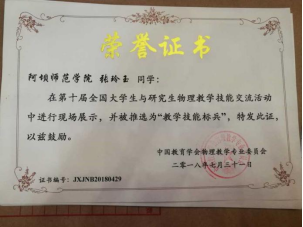 荣誉证书
阿坝师范学院 张玲玉 同学：
在第十届全国大学生与研究生物理教学技能交流活动
中进行现场展示，并被推选为“教学技能标兵”，特发此证，
以兹鼓励。
中国教育学会物理教学专业委员会
二〇一八年七月三十一日
证书编号：JXJNB20180429